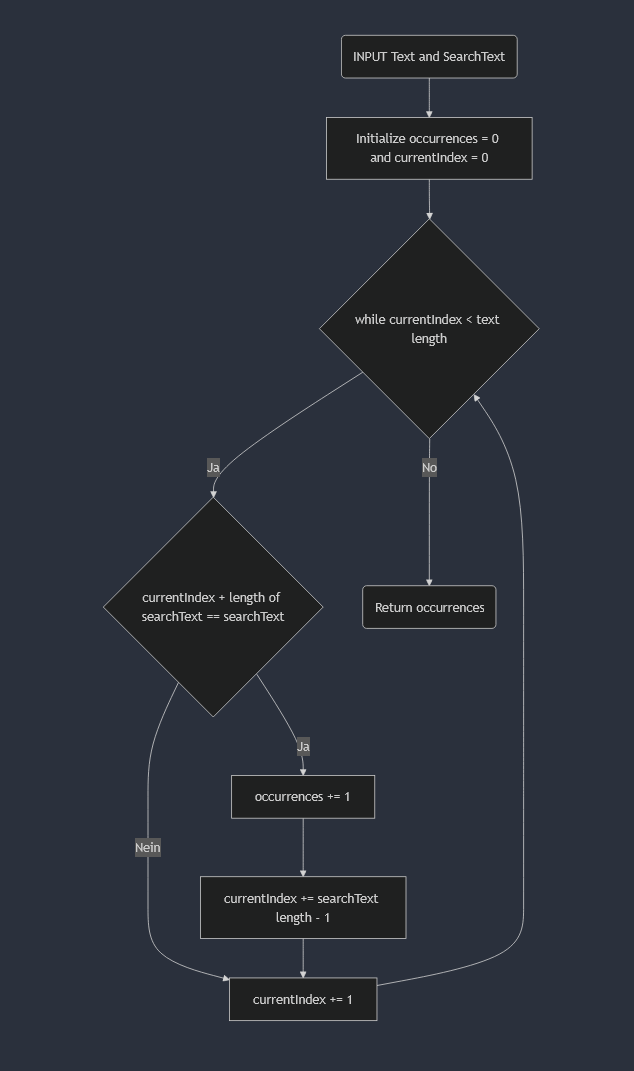 INPUT Text and SearchText
Initialize occurrences = 0
and currentIndex = 0
while currentIndex < text
length
Ja
No
currentIndex + length of
searchText == searchText
Return occurrences
Ja
occurrences += 1
Nein
currentIndex += searchText
length - 1
currentIndex += 1